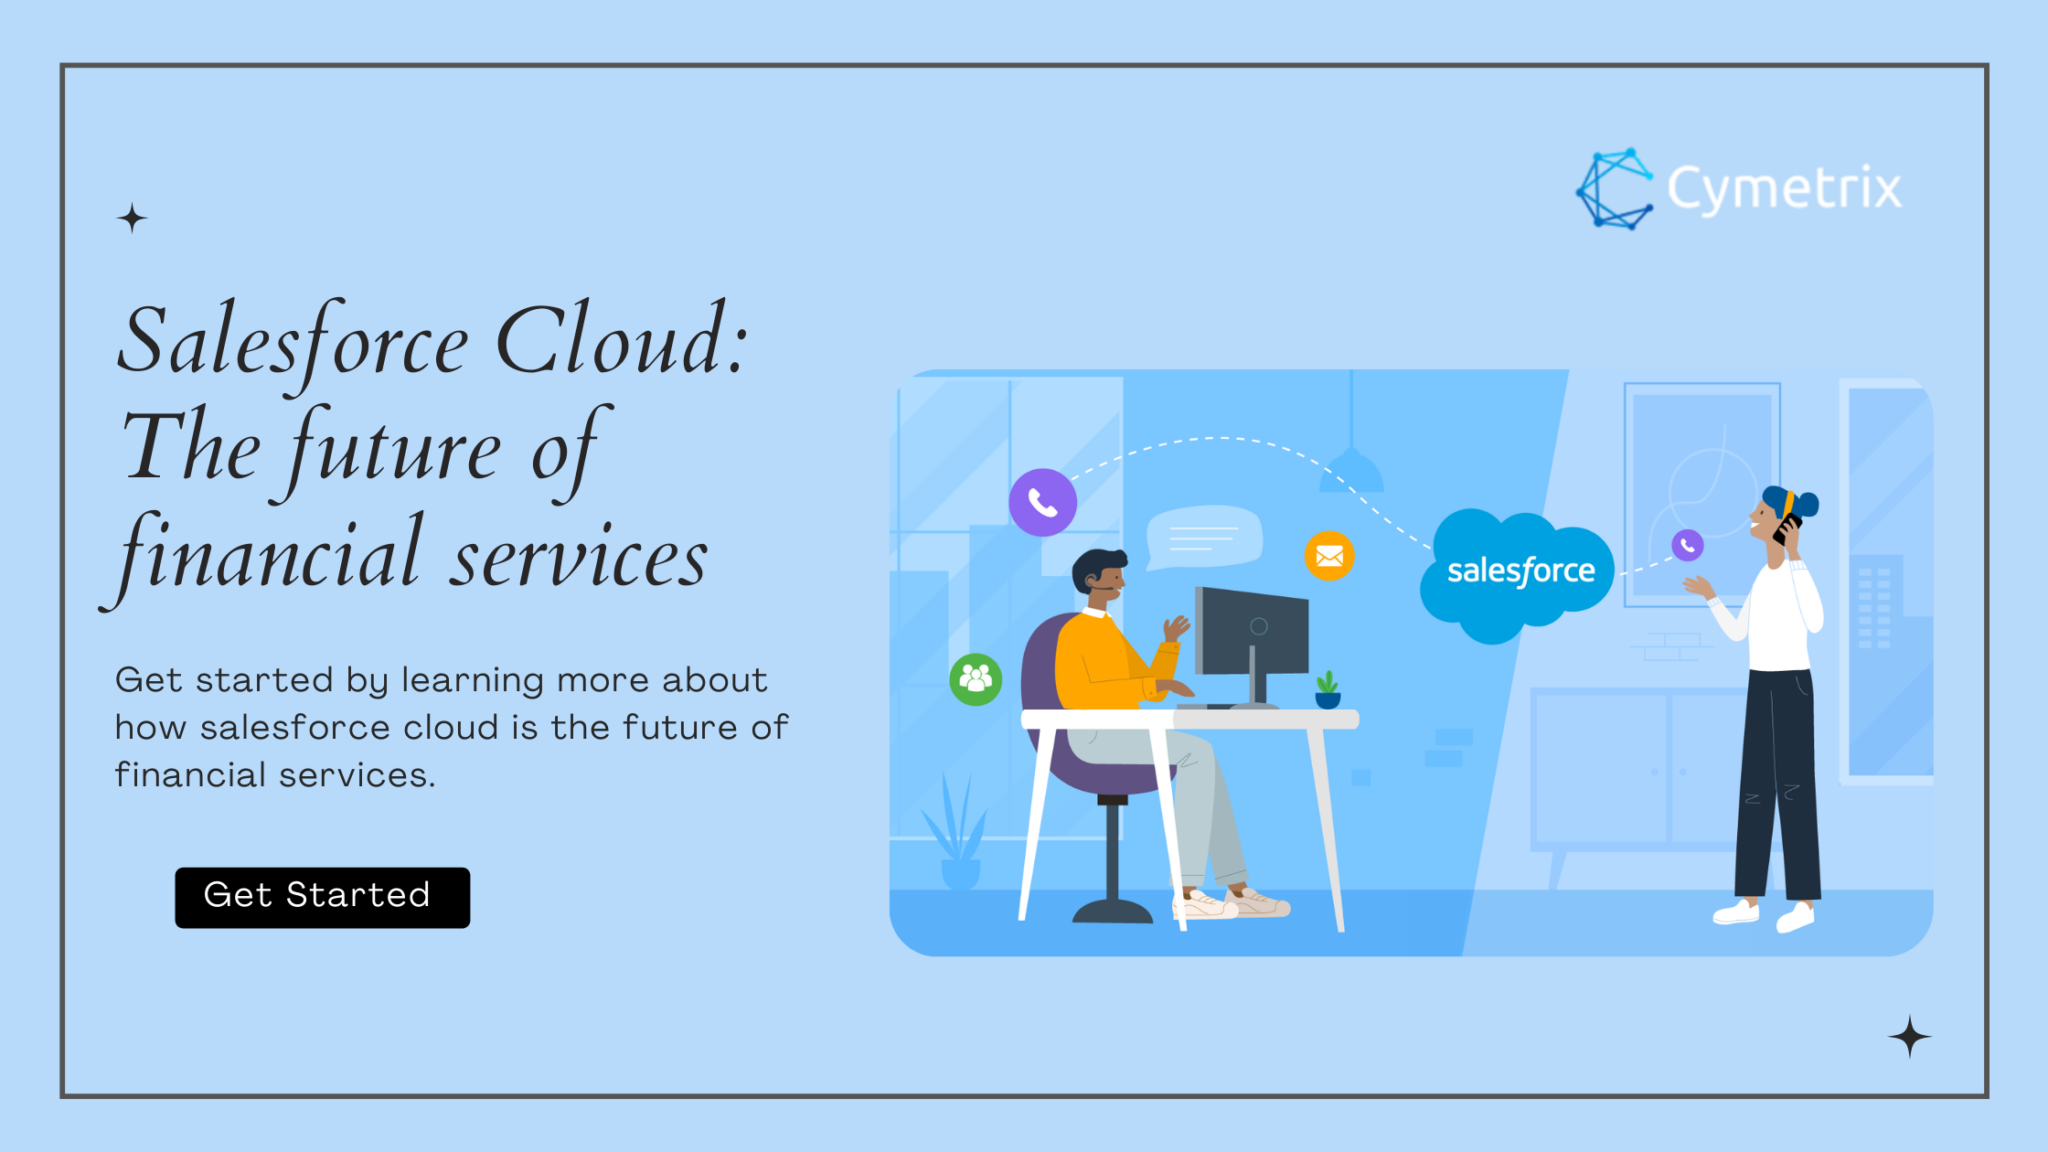 Cymetrix
Salesforce Cloud:
The future of
financial services
Get started by learning more about
how salesforce cloud is the future of
financial services.
Get Started
salesforce